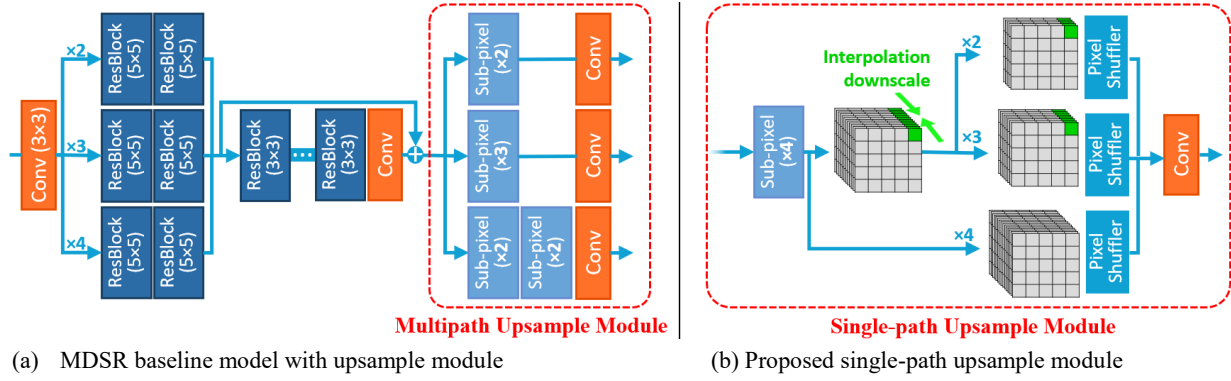 Conv (3×3)
×2
×3
×4
ResBlock
(5×5)
ResBlock
(5×5)
ResBlock
(5×5)
ResBlock
(5×5)
ResBlock
(5×5)
ResBlock
(5×5)
ResBlock
(3×3)
ResBlock
(3×3)
Conv
Sub-pixel
(×2)
Conv
Sub-pixel
(×3)
Conv
Sub-pixel
(×2)
Sub-pixel
(×2)
Conv
Multipath Upsample Module
(a) MDSR baseline model with upsample module
Sub-pixel
(×4)
Interpolation
downscale
×2
×3
×4
Pixel
Shuffler
Pixel
Shuffler
Pixel
Shuffler
Conv
Single-path Upsample Module
(b) Proposed single-path upsample module